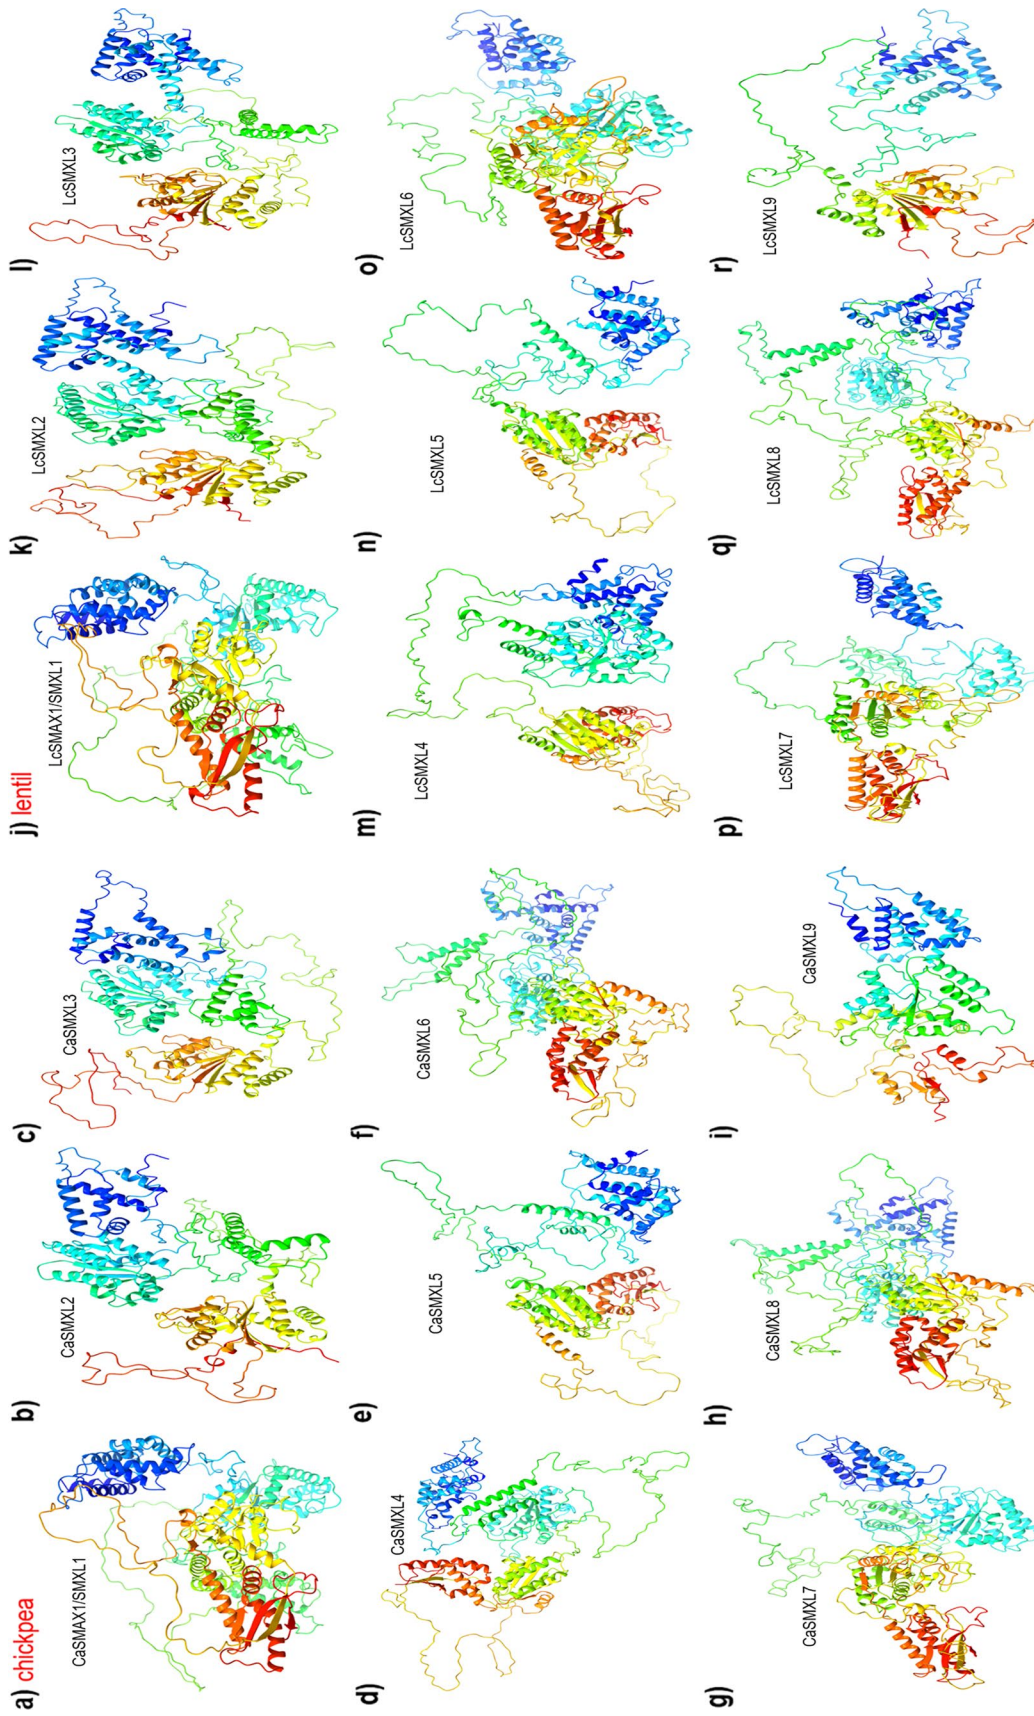 a) chickpea
CaSMAX1/SMXL1
b)
CaSMXL2
c)
CaSMXL3
d)
CaSMXL4
e)
CaSMXL5
f)
CaSMXL6
g)
CaSMXL7
h)
CaSMXL8
i)
CaSMXL9
j) lentil
LcSMAX1/SMXL1
k)
LcSMXL2
l)
LcSMXL3
m)
LcSMXL4
n)
LcSMXL5
o)
LcSMXL6
p)
LcSMXL7
q)
LcSMXL8
r)
LcSMXL9